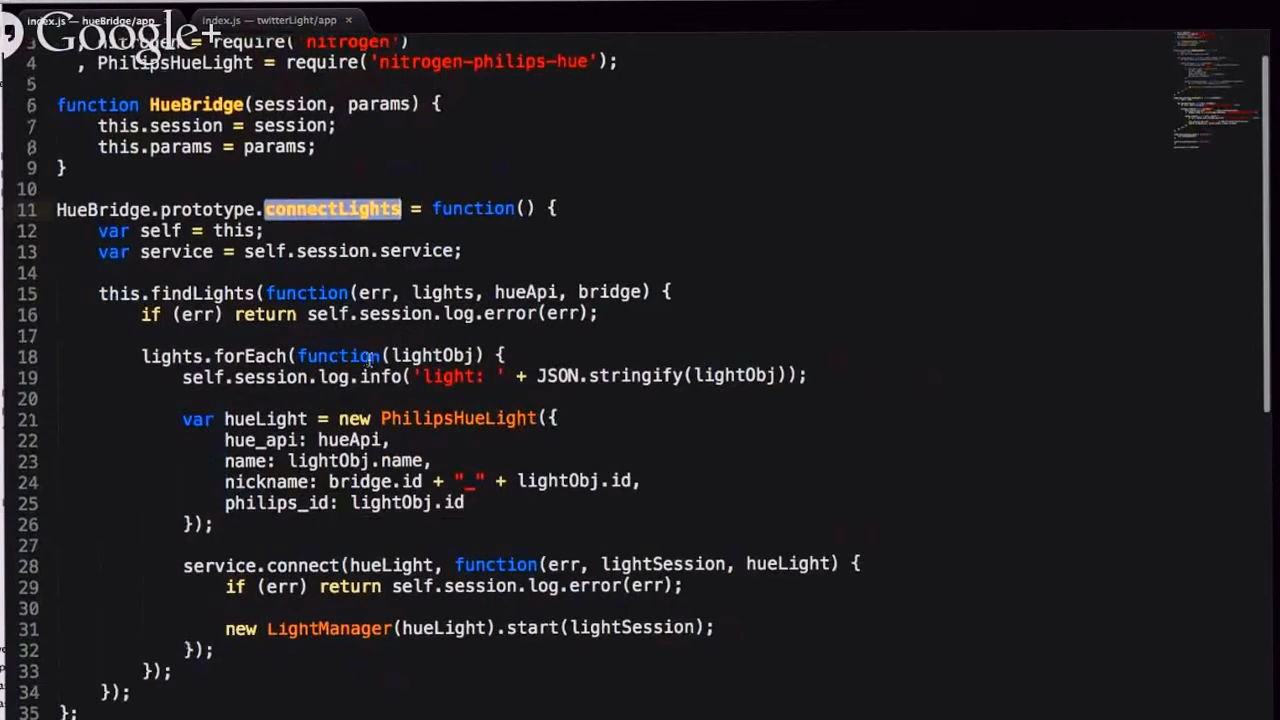 index.js — hueBridge/app
index.js — twitterLight/app ×
Google+
3 , nitrogen = require('nitrogen')
4 , PhilipsHueLight = require('nitrogen-philips-hue');
5
6 function HueBridge(session, params) {
7 this.session = session;
8 this.params = params;
9 }
10
11 HueBridge.prototype.connectLights = function() {
12 var self = this;
13 var service = self.session.service;
14
15 this.findLights(function(err, lights, hueApi, bridge) {
16 if (err) return self.session.log.error(err);
17
18 lights.forEach(function(lightObj) {
19 self.session.log.info('light: ' + JSON.stringify(lightObj));
20
21 var hueLight = new PhilipsHueLight({
22 hue_api: hueApi,
23 name: lightObj.name,
24 nickname: bridge.id + "_" + lightObj.id,
25 philips_id: lightObj.id
26 });
27
28 service.connect(hueLight, function(err, lightSession, hueLight) {
29 if (err) return self.session.log.error(err);
30
31 new LightManager(hueLight).start(lightSession);
32 });
33 });
34 });
35 };